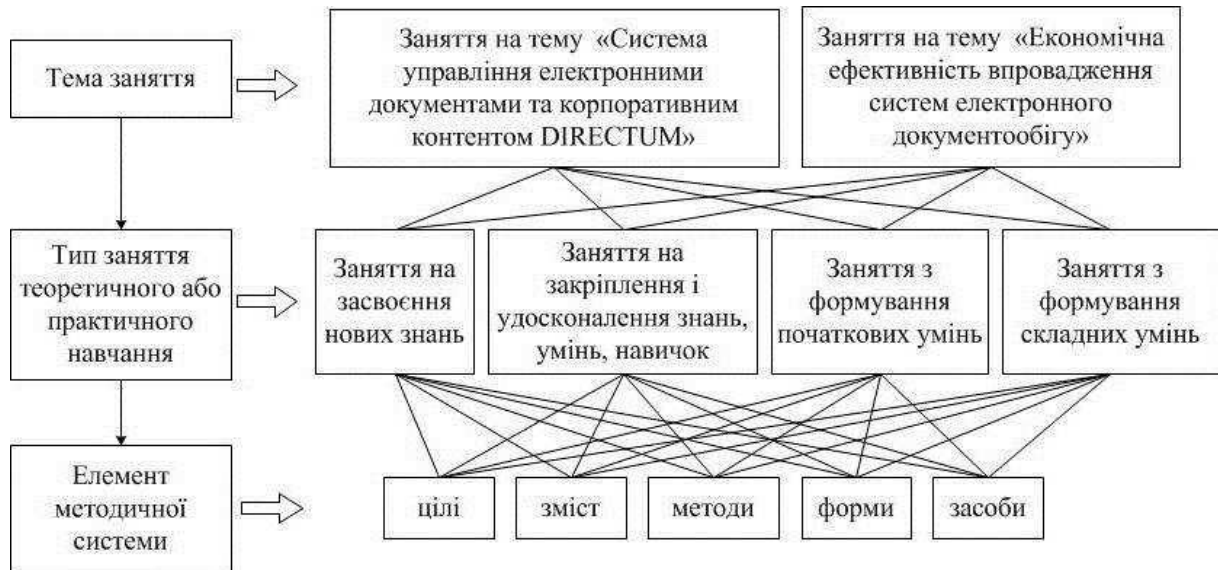 Тема заняття
Заняття на тему «Система
управління електронними
документами та корпоративним
контентом DIRECTUM»
Заняття на тему «Економічна
ефективність впровадження
систем електронного
документообігу»
Тип заняття
теоретичного або
практичного
навчання
Заняття на
засвоєння
нових знань
Заняття на
закріплення і
удосконалення знань,
умінь, навичок
Заняття з
формування
початкових умінь
Заняття з
формування
складних умінь
Елемент
методичної
системи
цілі
зміст
методи
форми
засоби